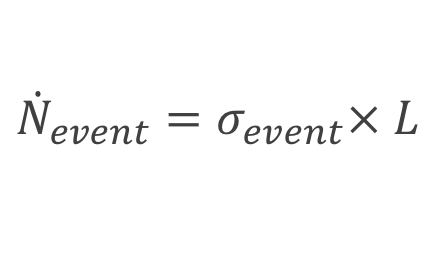 Ṅ_event = σ_event × L